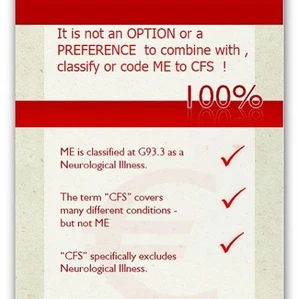 It is not an OPTION or a
PREFERENCE to combine with ,
classify or code ME to CFS !
100%
ME is classified at G93.3 as a
Neurological Illness.
The term “CFS” covers
many different conditions -
but not ME
“CFS” specifically excludes
Neurological Illness.